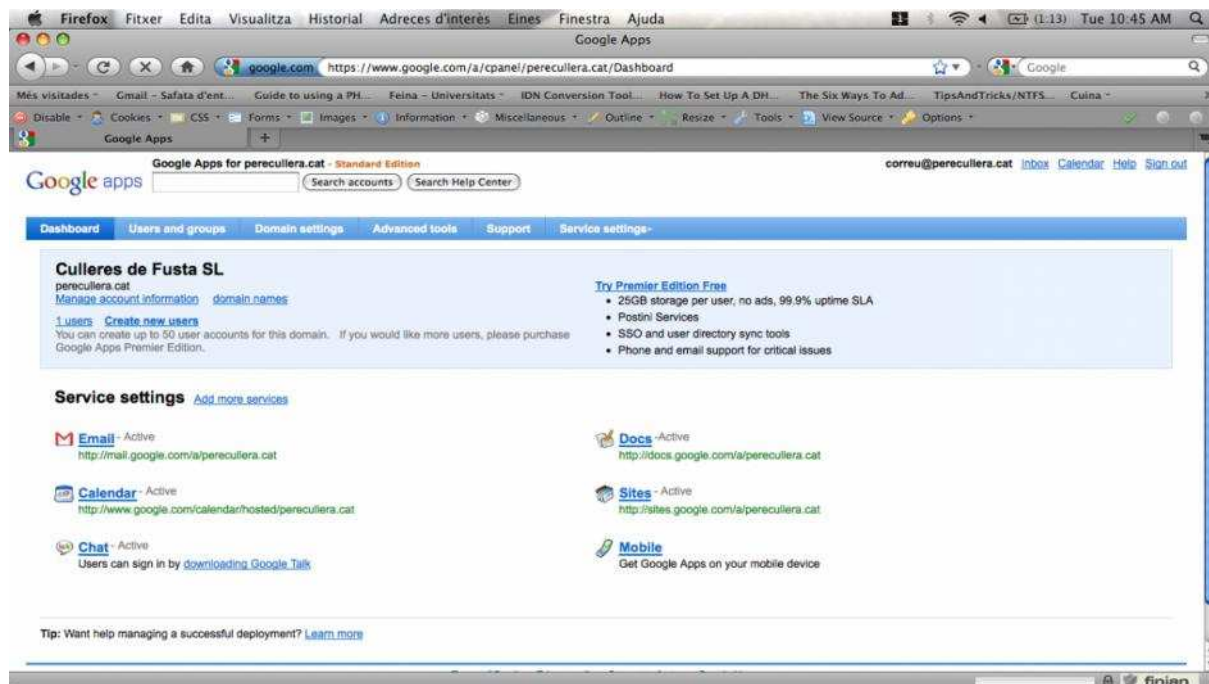 Firefox Fitxer Edita Visualitza Historial Adreces d'interès Eines Finestra Ajuda (1:13) Tue 10:45 AM
Google Apps
google.com https://www.google.com/a/cpanel/perecullera.cat/Dashboard Google
Més visitades Gmail – Safata d'ent... Guide to using a PH... Feina – Universitats IDN Conversion Tool... How To Set Up A DH... The Six Ways To Ad... TipsAndTricks/NTFS... Cuina
Disable Cookies CSS Forms Images Information Miscellaneous Outline Resize Tools View Source Options
Google Apps +
Google Apps for perecullera.cat - Standard Edition correu@perecullera.cat Inbox Calendar Help Sign out
Google apps Search accounts Search Help Center
Dashboard Users and groups Domain settings Advanced tools Support Service settings
Culleres de Fusta SL
perecullera.cat
Manage account information domain names
1 users Create new users
You can create up to 50 user accounts for this domain. If you would like more users, please purchase
Google Apps Premier Edition.
Try Premier Edition Free
• 25GB storage per user, no ads, 99.9% uptime SLA
• Postini Services
• SSO and user directory sync tools
• Phone and email support for critical issues
Service settings Add more services
Email - Active
http://mail.google.com/a/perecullera.cat
Docs -Active
http://docs.google.com/a/perecullera.cat
Calendar - Active
http://www.google.com/calendar/hosted/perecullera.cat
Sites - Active
http://sites.google.com/a/perecullera.cat
Chat - Active
Users can sign in by downloading Google Talk
Mobile
Get Google Apps on your mobile device
Tip: Want help managing a successful deployment? Learn more
finjan